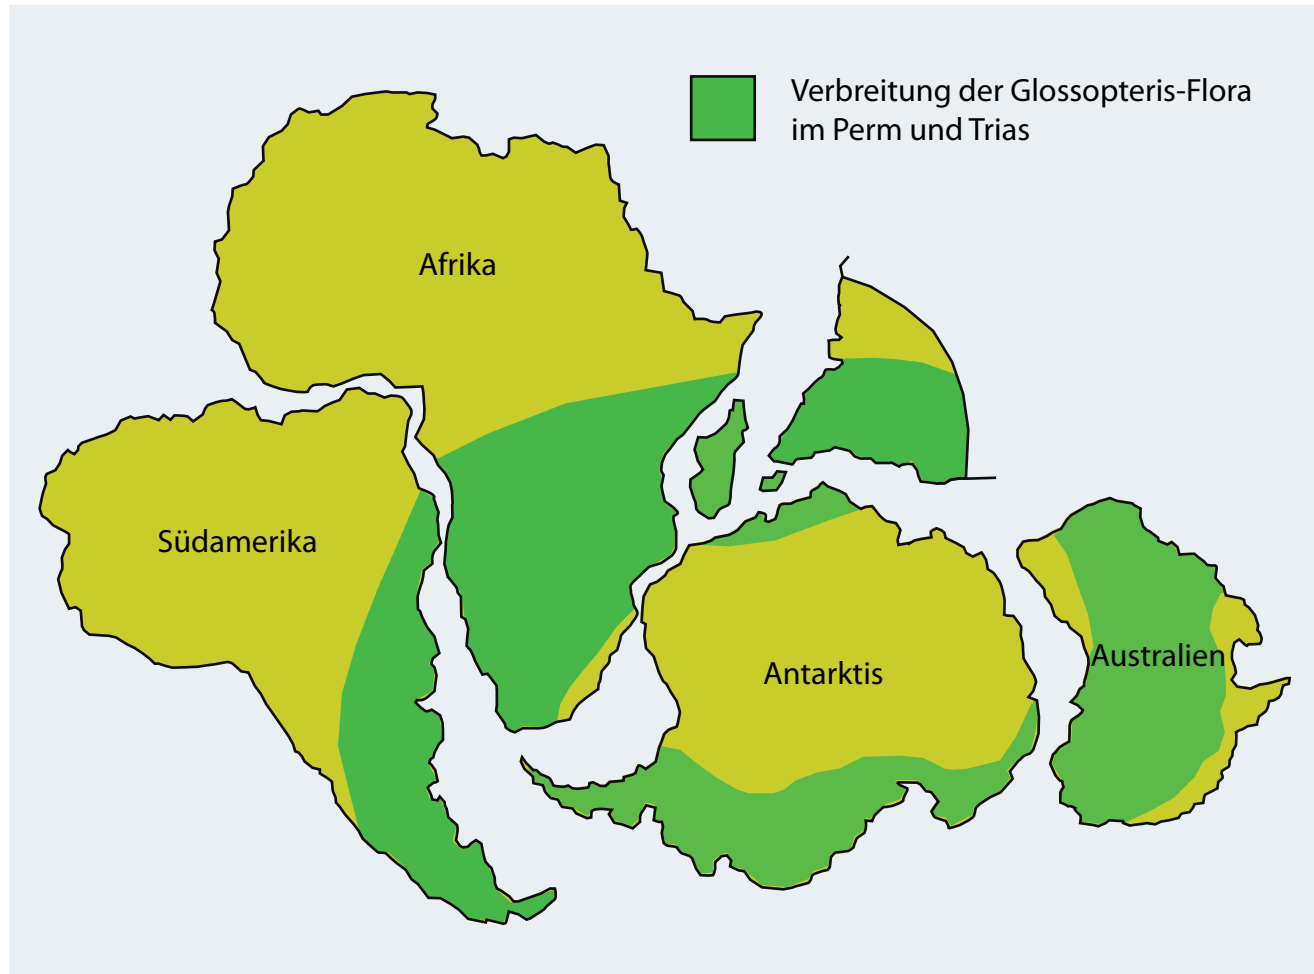 Verbreitung der Glossopteris-Flora
im Perm und Trias
Afrika
Südamerika
Antarktis
Australien